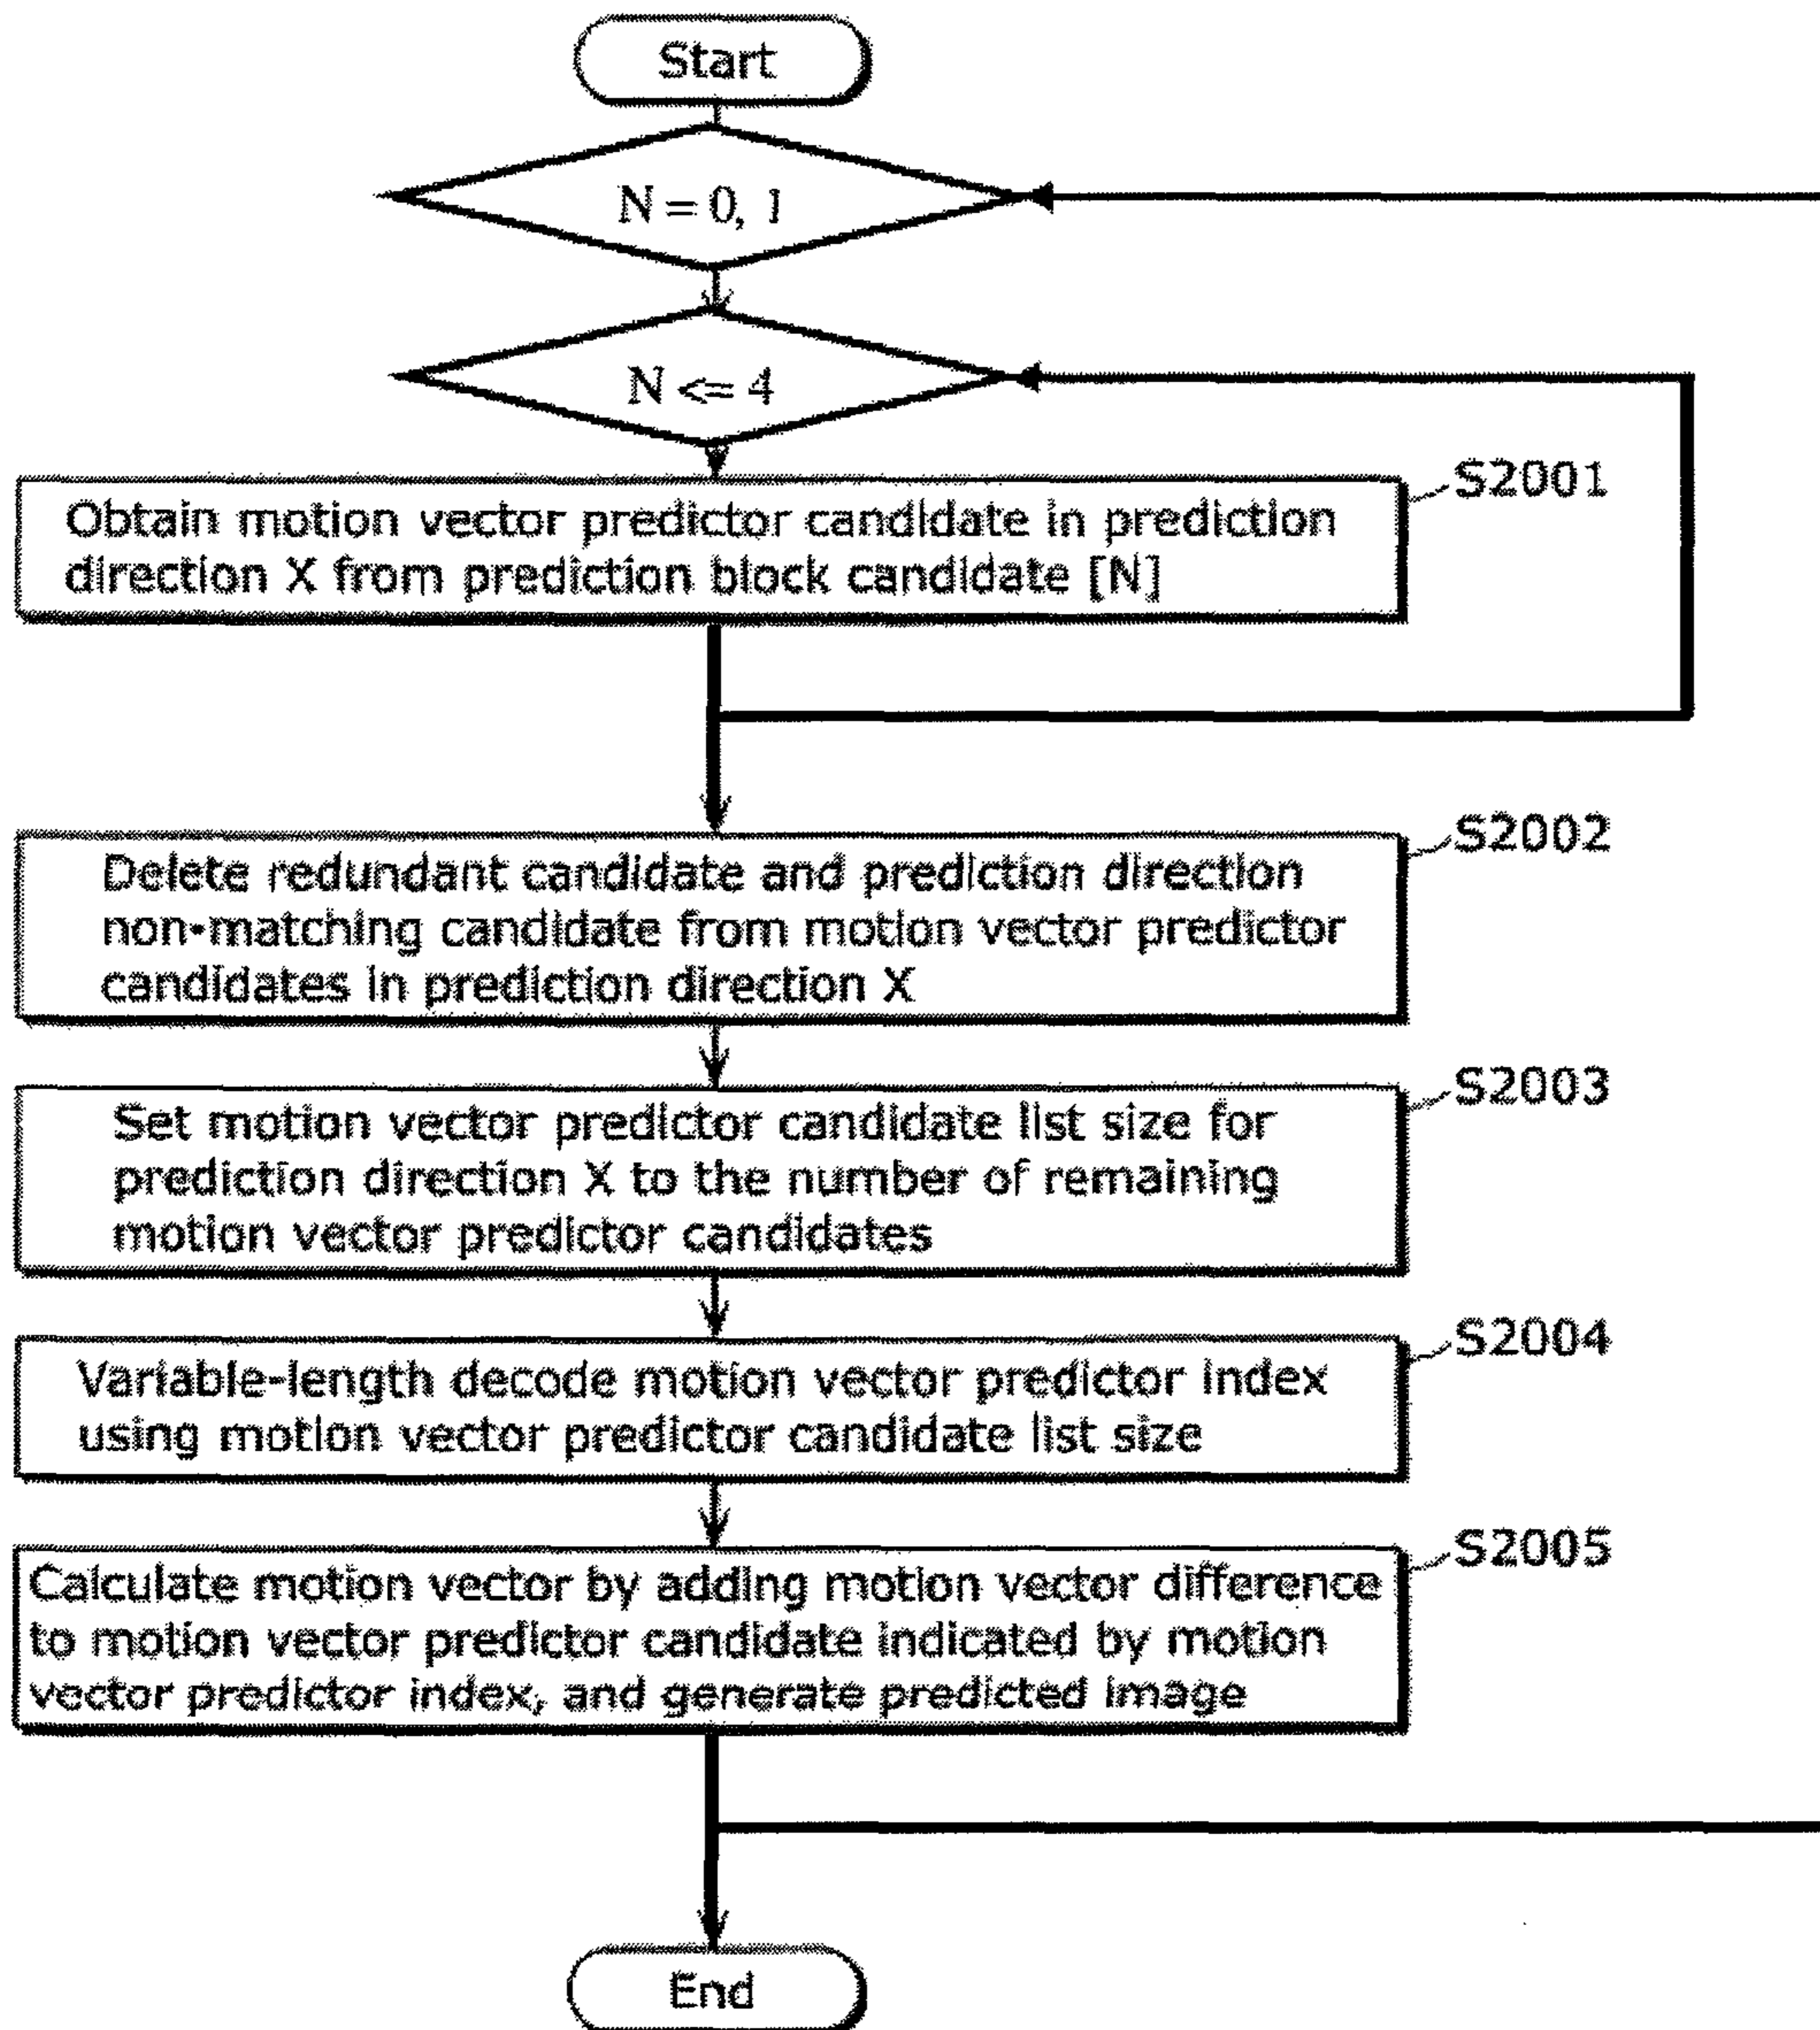 Start
N = 0, 1
N <= 4
S2001
Obtain motion vector predictor candidate in prediction
direction X from prediction block candidate [N]
S2002
Delete redundant candidate and prediction direction
non-matching candidate from motion vector predictor
candidates in prediction direction X
S2003
Set motion vector predictor candidate list size for
prediction direction X to the number of remaining
motion vector predictor candidates
S2004
Variable-length decode motion vector predictor index
using motion vector predictor candidate list size
S2005
Calculate motion vector by adding motion vector difference
to motion vector predictor candidate indicated by motion
vector predictor index, and generate predicted image
End